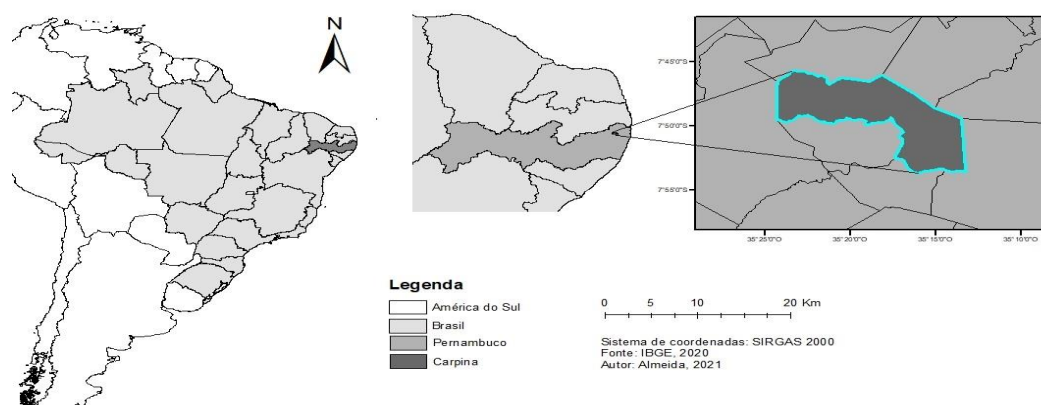 N
7°45'0"S
7°50'0"S
7°55'0"S
35°25'0"O
35°20'0"O
35°15'0"O
35°10'0"O
Legenda
América do Sul
Brasil
Pernambuco
Carpina
0 5 10 20 Km
Sistema de coordenadas: SIRGAS 2000
Fonte: IBGE, 2020
Autor: Almeida, 2021